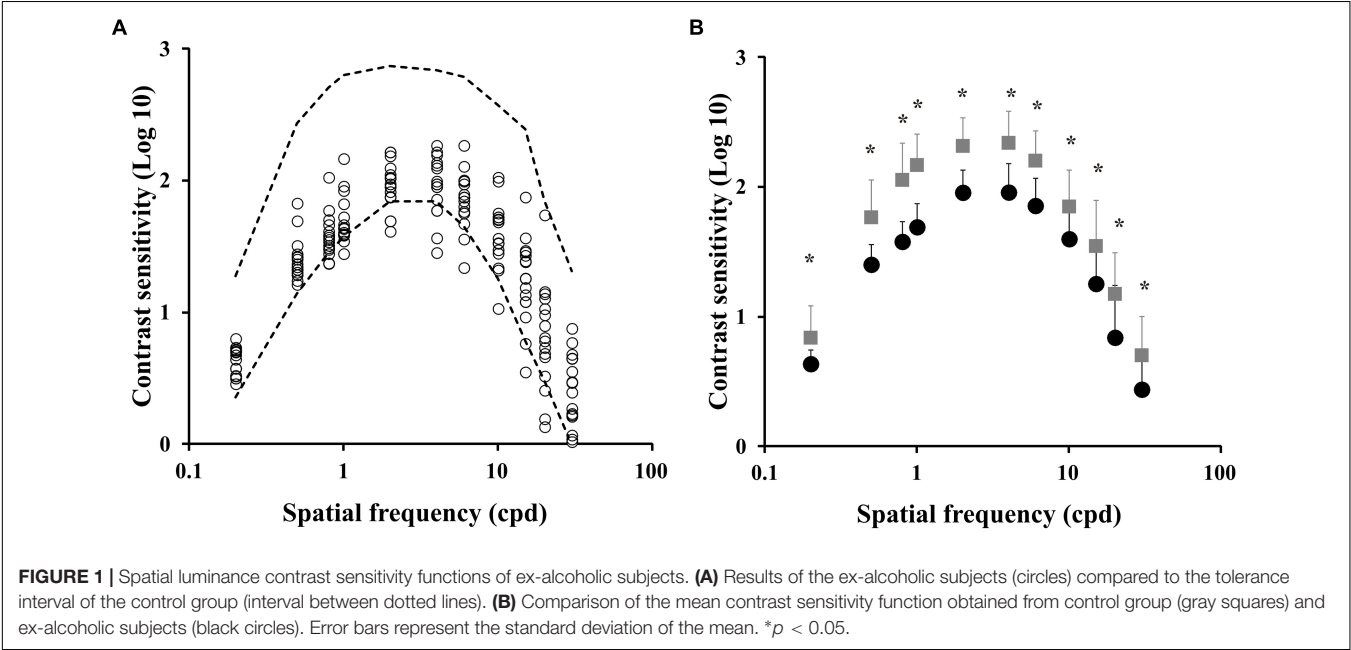 A
3
2
1
0
0.1
1
10
100
Contrast sensitivity (Log 10)
Spatial frequency (cpd)
B
3
2
1
0
0.1
1
10
100
Contrast sensitivity (Log 10)
Spatial frequency (cpd)
* * * * * * * * * * *
FIGURE 1 | Spatial luminance contrast sensitivity functions of ex-alcoholic subjects. (A) Results of the ex-alcoholic subjects (circles) compared to the tolerance
interval of the control group (interval between dotted lines). (B) Comparison of the mean contrast sensitivity function obtained from control group (gray squares) and
ex-alcoholic subjects (black circles). Error bars represent the standard deviation of the mean. *p < 0.05.